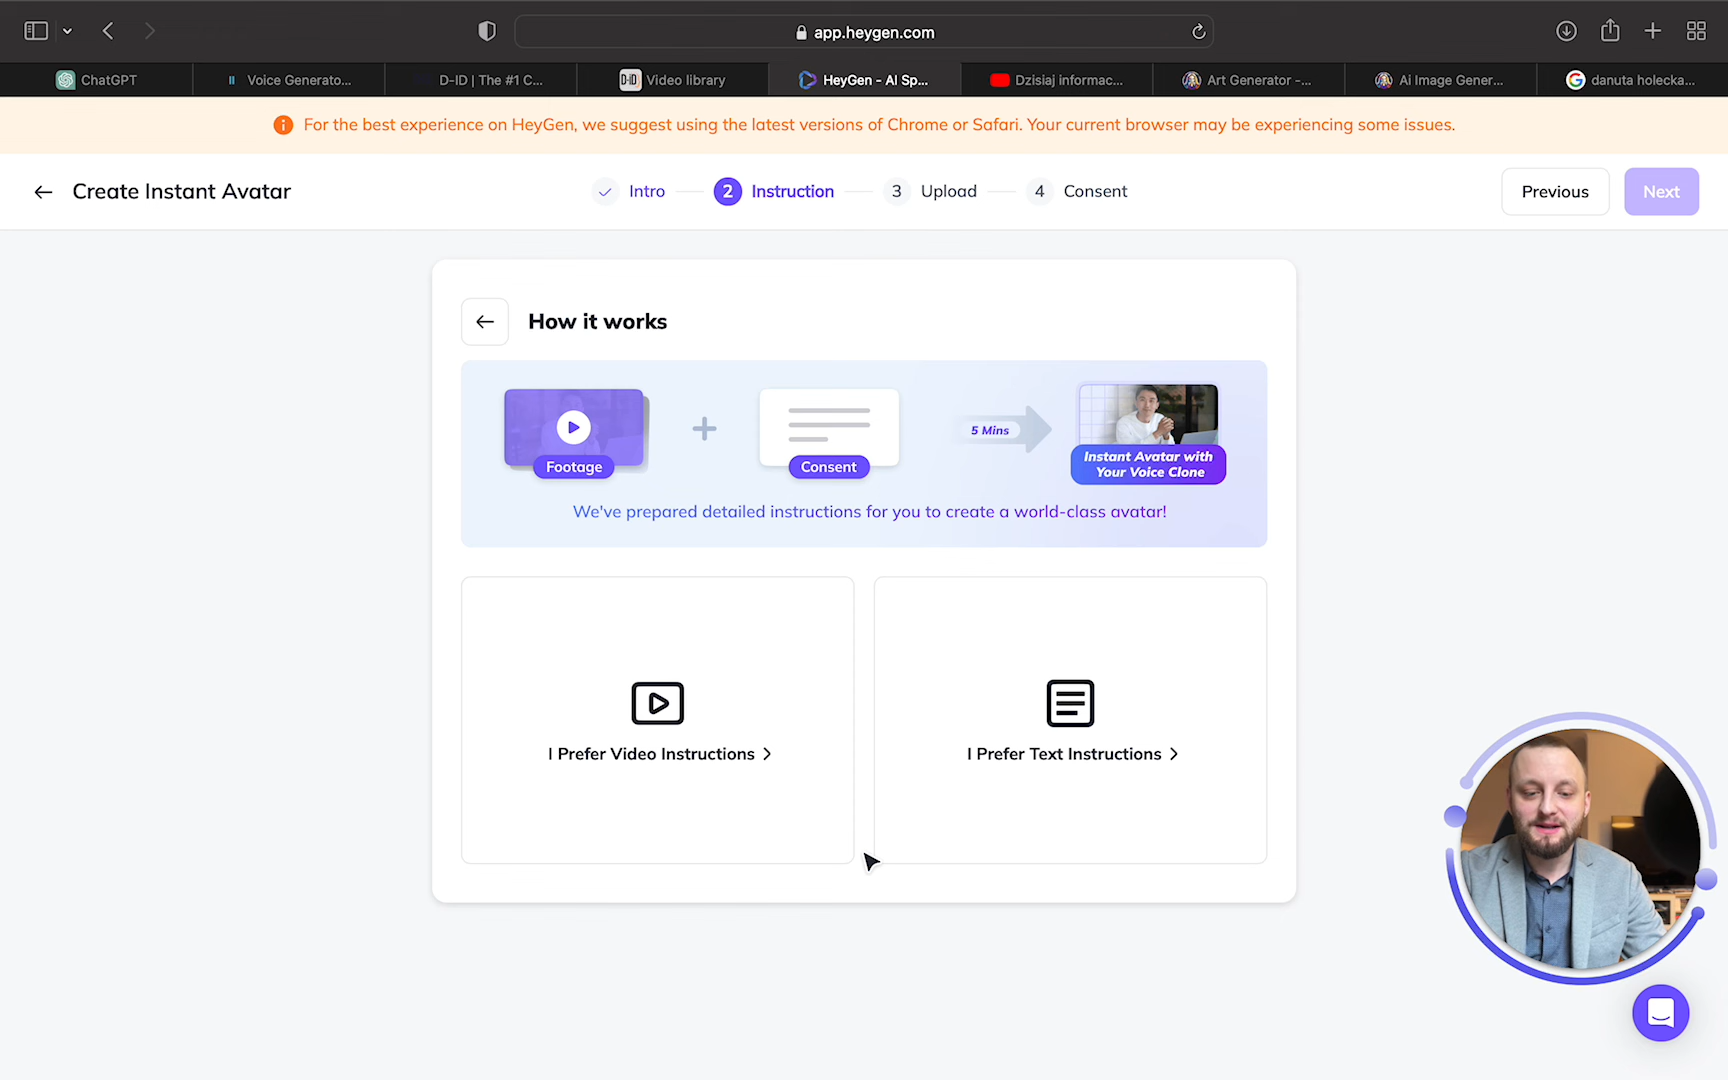 app.heygen.com
ChatGPT
Voice Generato...
D-ID | The #1 C...
D-ID Video library
HeyGen - AI Sp...
Dzisiaj informac...
Art Generator -...
Ai Image Gener...
danuta holecka...
For the best experience on HeyGen, we suggest using the latest versions of Chrome or Safari. Your current browser may be experiencing some issues.
Create Instant Avatar
Intro
2 Instruction
3 Upload
4 Consent
Previous
Next
How it works
Footage
Consent
5 Mins
Instant Avatar with
Your Voice Clone
We've prepared detailed instructions for you to create a world-class avatar!
I Prefer Video Instructions
I Prefer Text Instructions